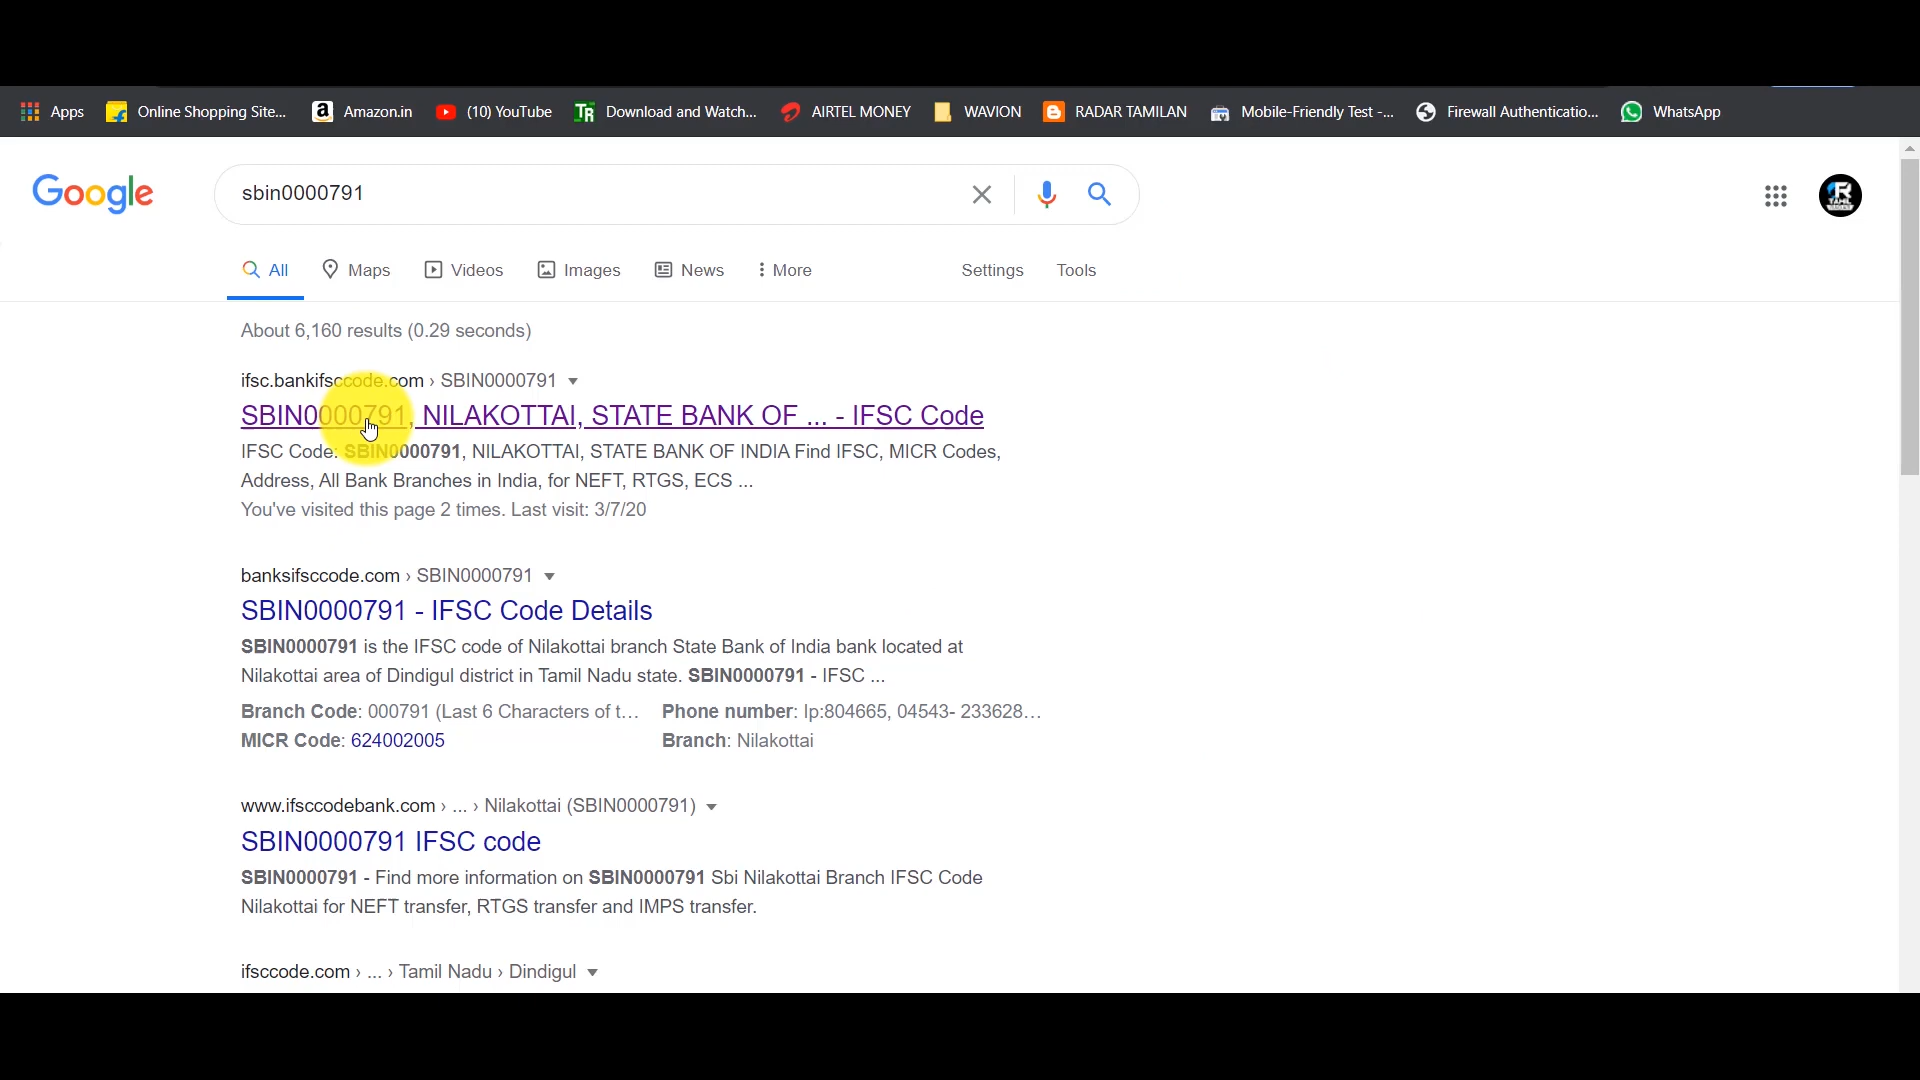 Apps Online Shopping Site... Amazon.in (10) YouTube Download and Watch... AIRTEL MONEY WAVION RADAR TAMILAN Mobile-Friendly Test -... Firewall Authenticatio... WhatsApp
Google sbin0000791
All Maps Videos Images News More Settings Tools
About 6,160 results (0.29 seconds)
ifsc.bankifsccode.com › SBIN0000791
SBIN0000791, NILAKOTTAI, STATE BANK OF ... - IFSC Code
IFSC Code: SBIN0000791, NILAKOTTAI, STATE BANK OF INDIA Find IFSC, MICR Codes,
Address, All Bank Branches in India, for NEFT, RTGS, ECS ...
You've visited this page 2 times. Last visit: 3/7/20
banksifsccode.com › SBIN0000791
SBIN0000791 - IFSC Code Details
SBIN0000791 is the IFSC code of Nilakottai branch State Bank of India bank located at
Nilakottai area of Dindigul district in Tamil Nadu state. SBIN0000791 - IFSC ...
Branch Code: 000791 (Last 6 Characters of t... Phone number: Ip:804665, 04543- 233628...
MICR Code: 624002005 Branch: Nilakottai
www.ifsccodebank.com › ... › Nilakottai (SBIN0000791)
SBIN0000791 IFSC code
SBIN0000791 - Find more information on SBIN0000791 Sbi Nilakottai Branch IFSC Code
Nilakottai for NEFT transfer, RTGS transfer and IMPS transfer.
ifsccode.com › ... › Tamil Nadu › Dindigul